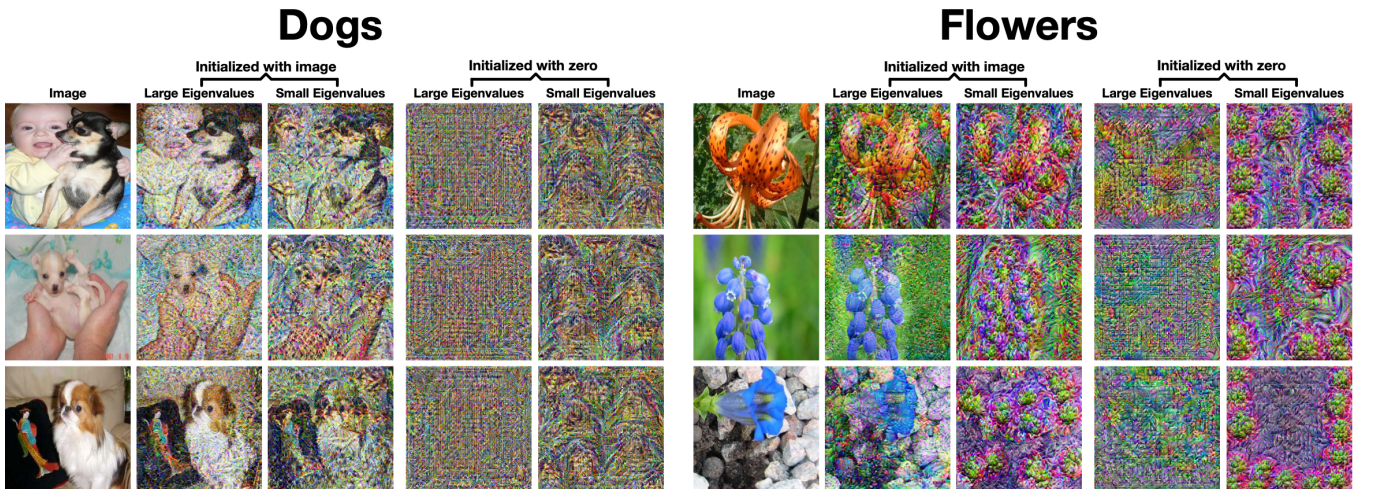 Dogs
Flowers
Initialized with image
Initialized with zero
Initialized with image
Initialized with zero
Image
Large Eigenvalues
Small Eigenvalues
Large Eigenvalues
Small Eigenvalues
Image
Large Eigenvalues
Small Eigenvalues
Large Eigenvalues
Small Eigenvalues